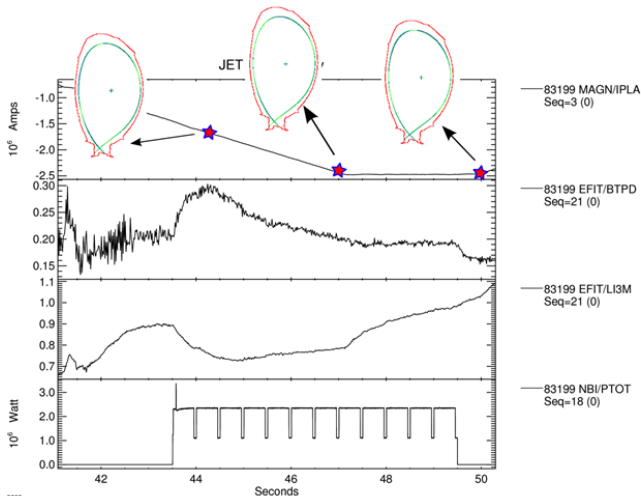 JET
-1.0
-1.5
-2.0
-2.5
10⁶ Amps
83199 MAGN/IPLA
Seq=3 (0)
0.30
0.25
0.20
0.15
83199 EFIT/BTPD
Seq=21 (0)
1.1
1.0
0.9
0.8
0.7
83199 EFIT/LI3M
Seq=21 (0)
3.0
2.0
1.0
0.0
10⁶ Watt
83199 NBI/PTOT
Seq=18 (0)
42 44 46 48 50
Seconds